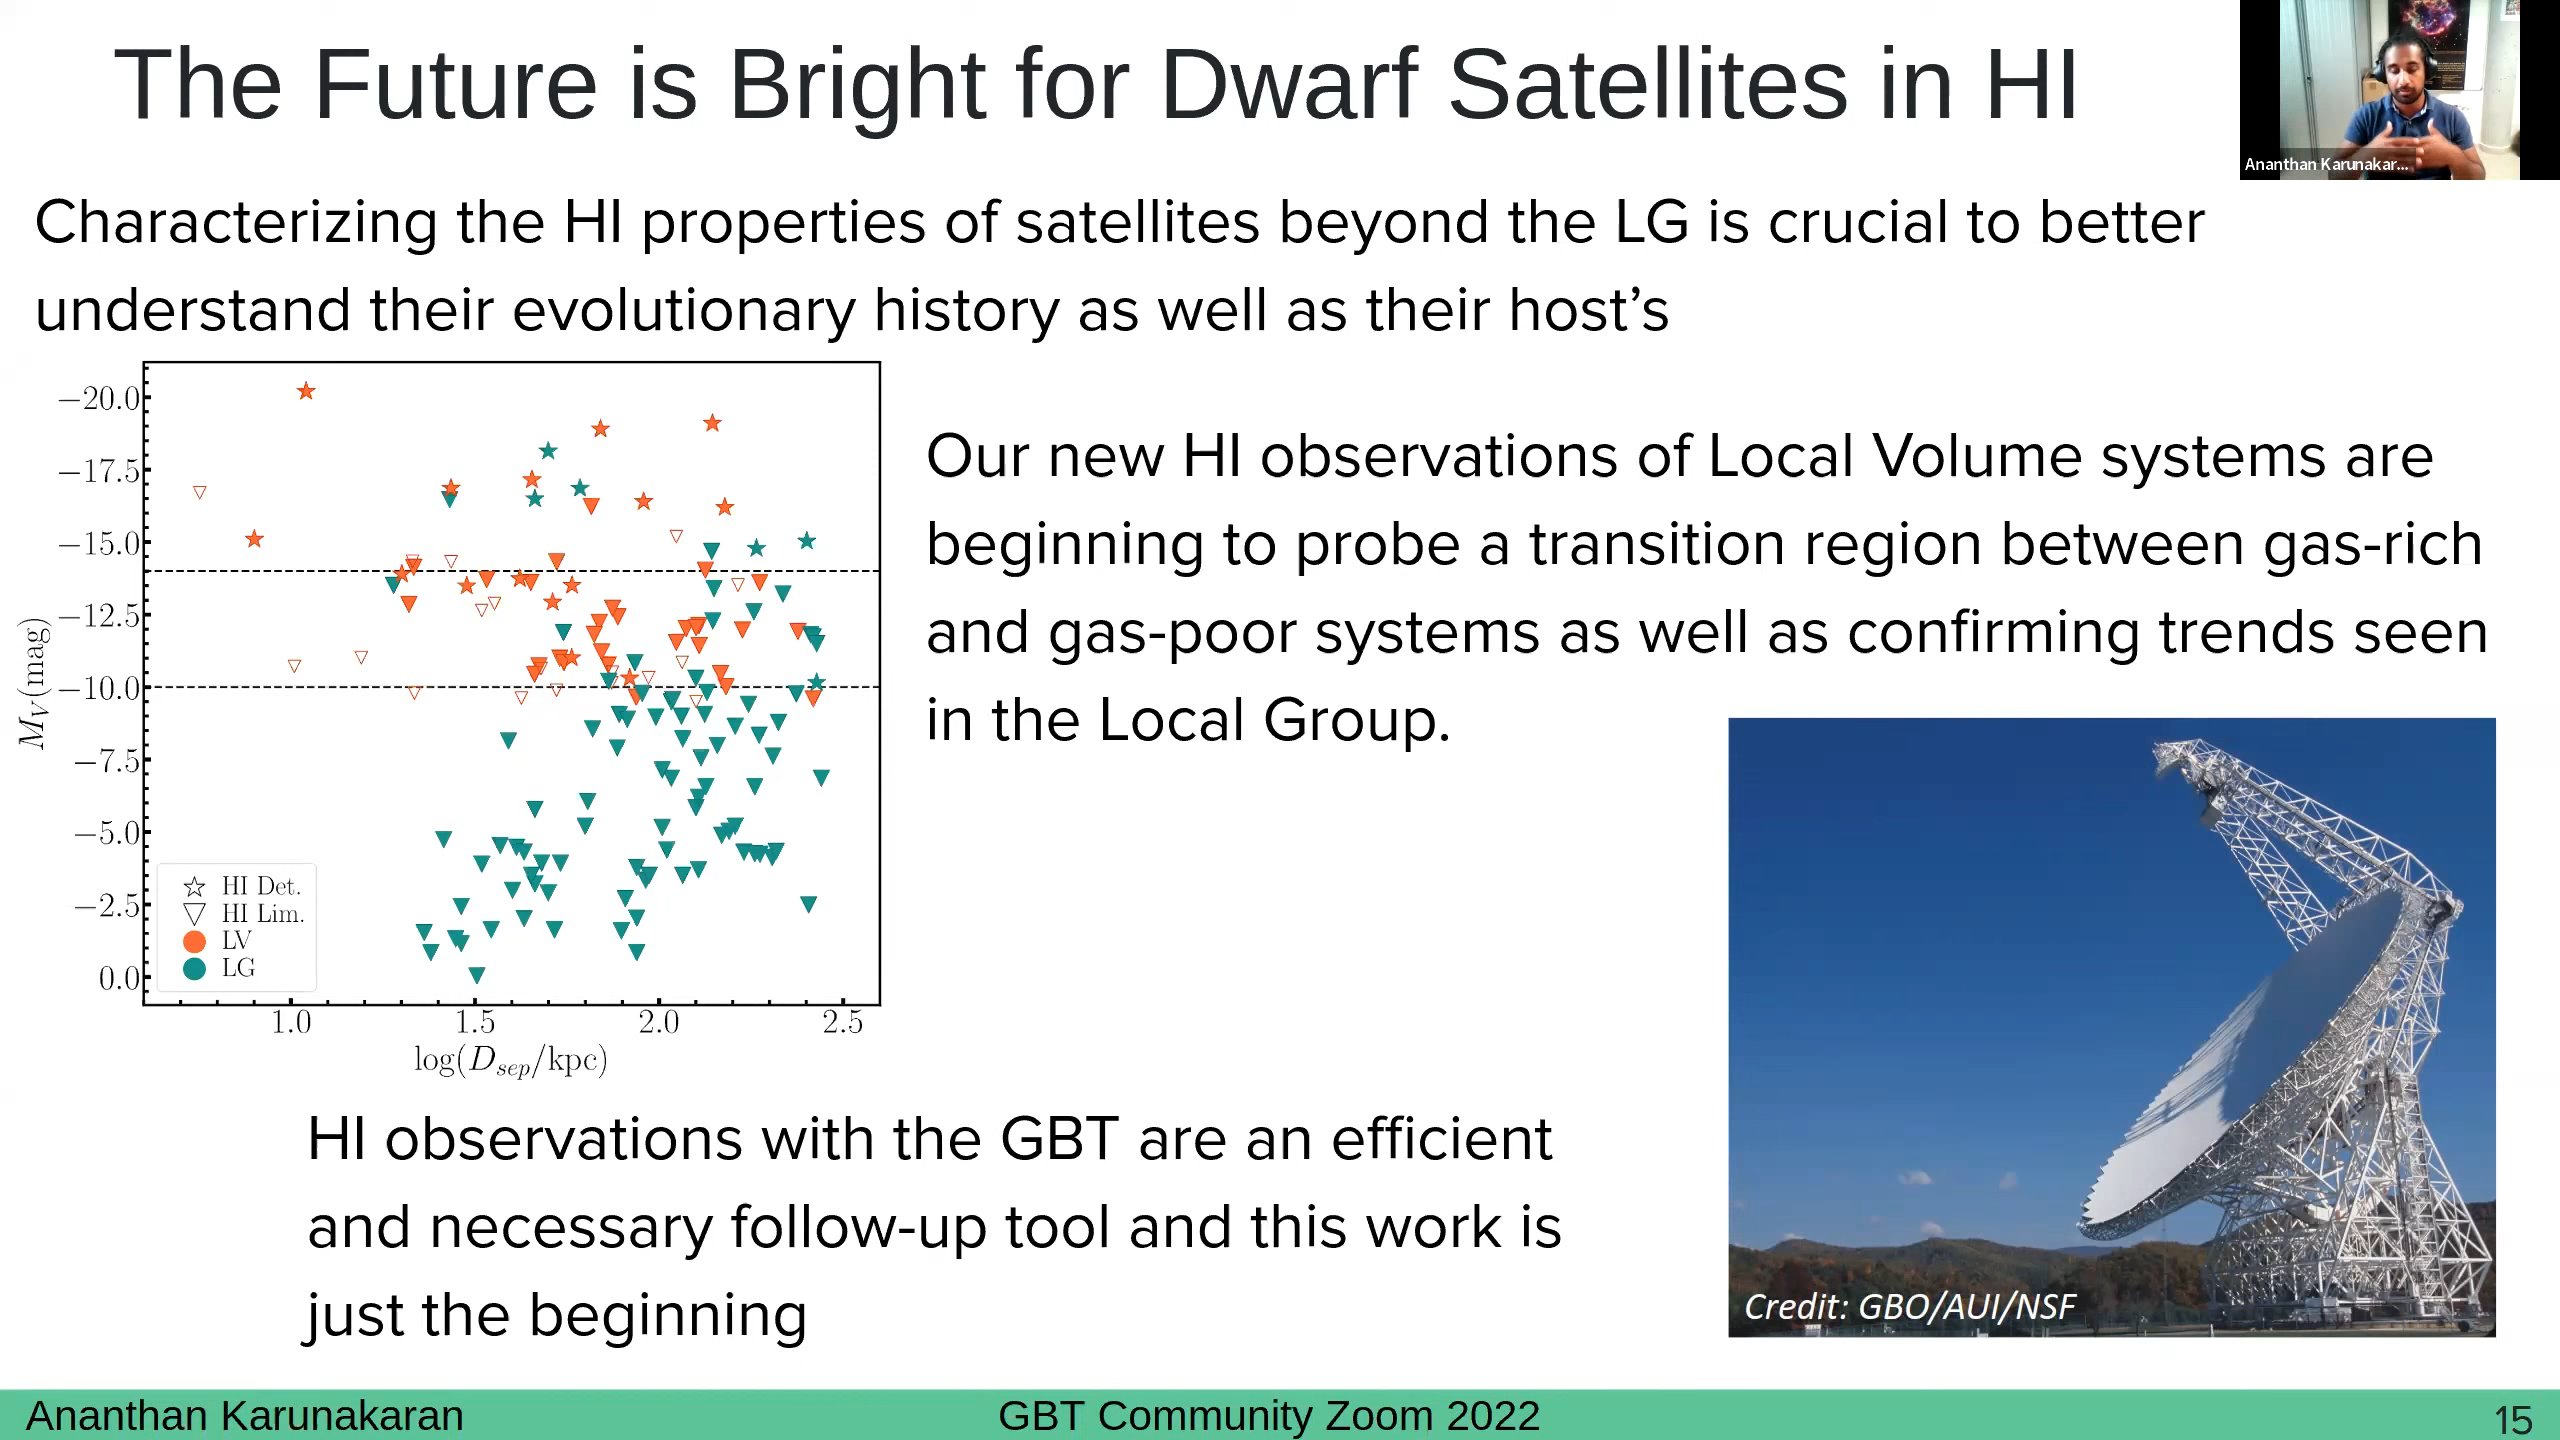 The Future is Bright for Dwarf Satellites in HI
Ananthan Karunakar...
Characterizing the HI properties of satellites beyond the LG is crucial to better
understand their evolutionary history as well as their host’s
−20.0
−17.5
−15.0
−12.5
−10.0
−7.5
−5.0
−2.5
0.0
M_V(mag)
HI Det.
HI Lim.
LV
LG
1.0 1.5 2.0 2.5
log(D_sep/kpc)
Our new HI observations of Local Volume systems are
beginning to probe a transition region between gas-rich
and gas-poor systems as well as confirming trends seen
in the Local Group.
Credit: GBO/AUI/NSF
HI observations with the GBT are an efficient
and necessary follow-up tool and this work is
just the beginning
Ananthan Karunakaran GBT Community Zoom 2022 15